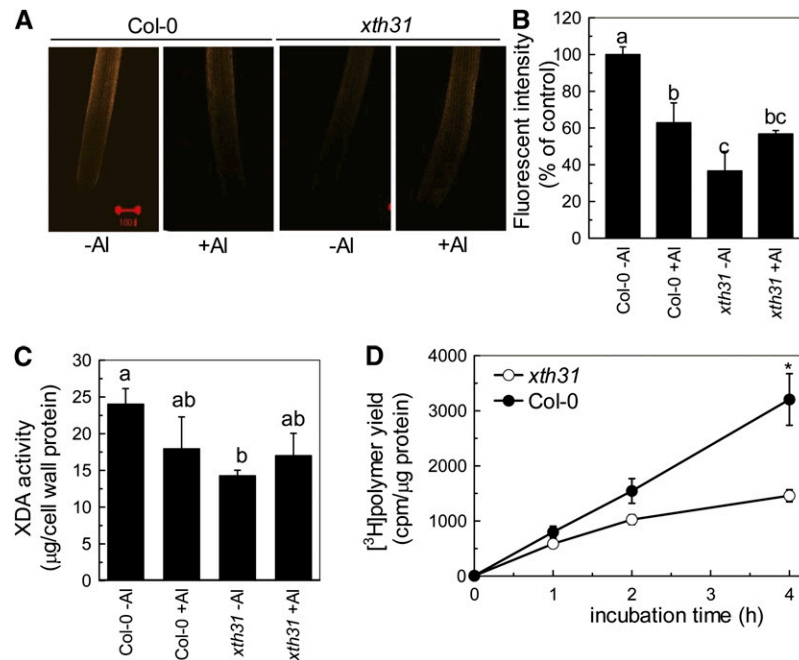 A
Col-0
xth31
-Al
+Al
-Al
+Al
B
Fluorescent intensity
(% of control)
120
100
80
60
40
20
0
a
b
c
bc
Col-0 -Al
Col-0 +Al
xth31 -Al
xth31 +Al
C
XDA activity
(µg/cell wall protein)
30
25
20
15
10
5
0
a
ab
b
ab
Col-0 -Al
Col-0 +Al
xth31 -Al
xth31 +Al
D
[³H]polymer yield
(cpm/µg protein)
4000
3000
2000
1000
0
xth31
Col-0
*
0 1 2 3 4
incubation time (h)